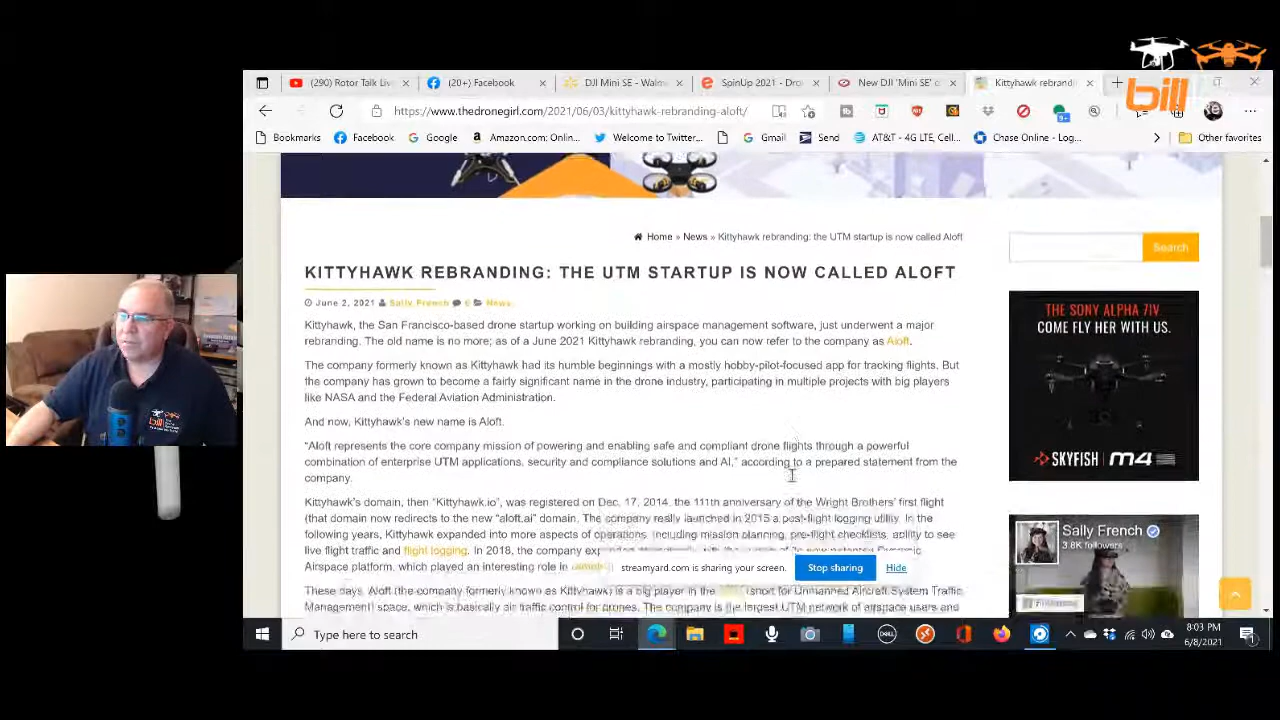 bill
(290) Rotor Talk Liv
(20+) Facebook
DJI Mini SE - Walm
SpinUp 2021 - Dro
New DJI 'Mini SE' c
Kittyhawk rebrandi
https://www.thedronegirl.com/2021/06/03/kittyhawk-rebranding-aloft/
Bookmarks
Facebook
Google
Amazon.com: Onlin...
Welcome to Twitter...
Gmail
Send
AT&T - 4G LTE, Cell...
Chase Online - Log...
Other favorites
Home » News » Kittyhawk rebranding: the UTM startup is now called Aloft
Search
KITTYHAWK REBRANDING: THE UTM STARTUP IS NOW CALLED ALOFT
June 2, 2021 Sally French 0 News
Kittyhawk, the San Francisco-based drone startup working on building airspace management software, just underwent a major
rebranding. The old name is no more; as of a June 2021 Kittyhawk rebranding, you can now refer to the company as Aloft.
The company formerly known as Kittyhawk had its humble beginnings with a mostly hobby-pilot-focused app for tracking flights. But
the company has grown to become a fairly significant name in the drone industry, participating in multiple projects with big players
like NASA and the Federal Aviation Administration.
And now, Kittyhawk's new name is Aloft.
“Aloft represents the core company mission of powering and enabling safe and compliant drone flights through a powerful
combination of enterprise UTM applications, security and compliance solutions and AI,” according to a prepared statement from the
company.
Kittyhawk's domain, then “Kittyhawk.io”, was registered on Dec. 17, 2014, the 111th anniversary of the Wright Brothers' first flight
(that domain now redirects to the new “aloft.ai” domain. The company really launched in 2015 a post-flight logging utility. In the
following years, Kittyhawk expanded into more aspects of operations, including mission planning, pre-flight checklists, ability to see
live flight traffic and flight logging. In 2018, the company
Airspace platform, which played an interesting role in
These days, Aloft (the company formerly known as Kittyhawk) is a big player in the (short for Unmanned Aircraft System Traffic
Management) space, which is basically air traffic control for drones. The company is the largest UTM network of airspace users and
THE SONY ALPHA 7IV
COME FLY HER WITH US.
SKYFISH M4
Sally French
3.8K followers
streamyard.com is sharing your screen.
Stop sharing
Hide
bill
Type here to search
DELL
8:03 PM
6/8/2021